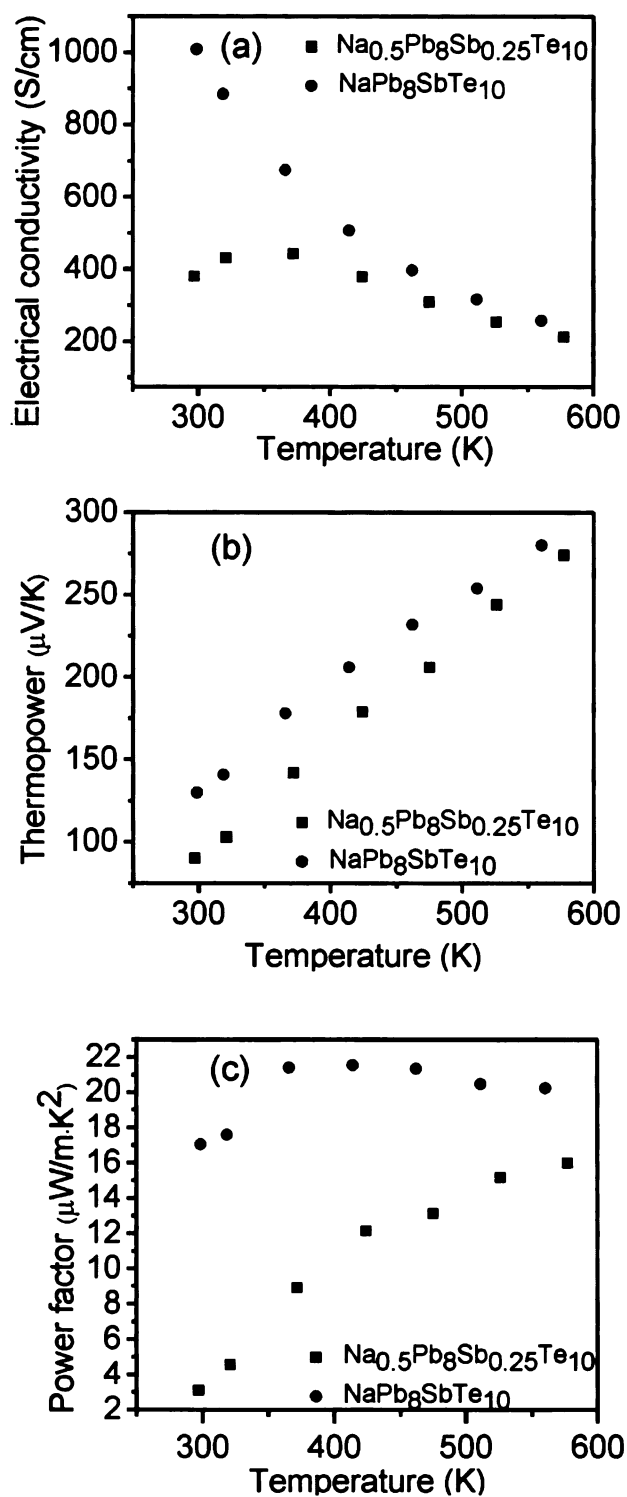 (a)
Na0.5Pb8Sb0.25Te10
NaPb8SbTe10
Electrical conductivity (S/cm)
1000
800
600
400
200
300 400 500 600
Temperature (K)
(b)
Thermopower (μV/K)
300
250
200
150
100
Na0.5Pb8Sb0.25Te10
NaPb8SbTe10
300 400 500 600
Temperature (K)
(c)
Power factor (μW/m.K2)
22
20
18
16
14
12
10
8
6
4
2
Na0.5Pb8Sb0.25Te10
NaPb8SbTe10
300 400 500 600
Temperature (K)